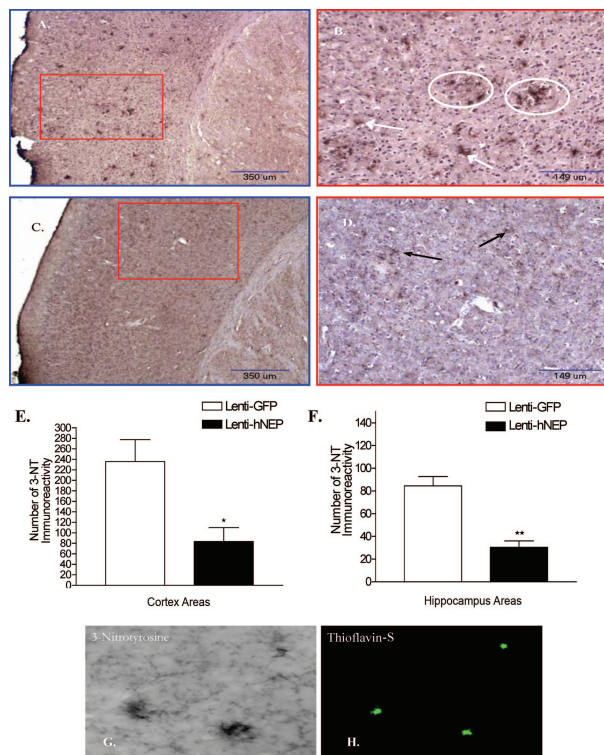 A.
350 um
B.
149 um
C.
350 um
D.
149 um
E.
Lenti-GFP
Lenti-hNEP
Number of 3-NT
Immunoreactivity
300
280
260
240
220
200
180
160
140
120
100
80
60
40
20
0
*
Cortex Areas
F.
Lenti-GFP
Lenti-hNEP
Number of 3-NT
Immunoreactivity
140
120
100
80
60
40
20
0
**
Hippocampus Areas
3-Nitrotyrosine
G.
Thioflavin-S
H.